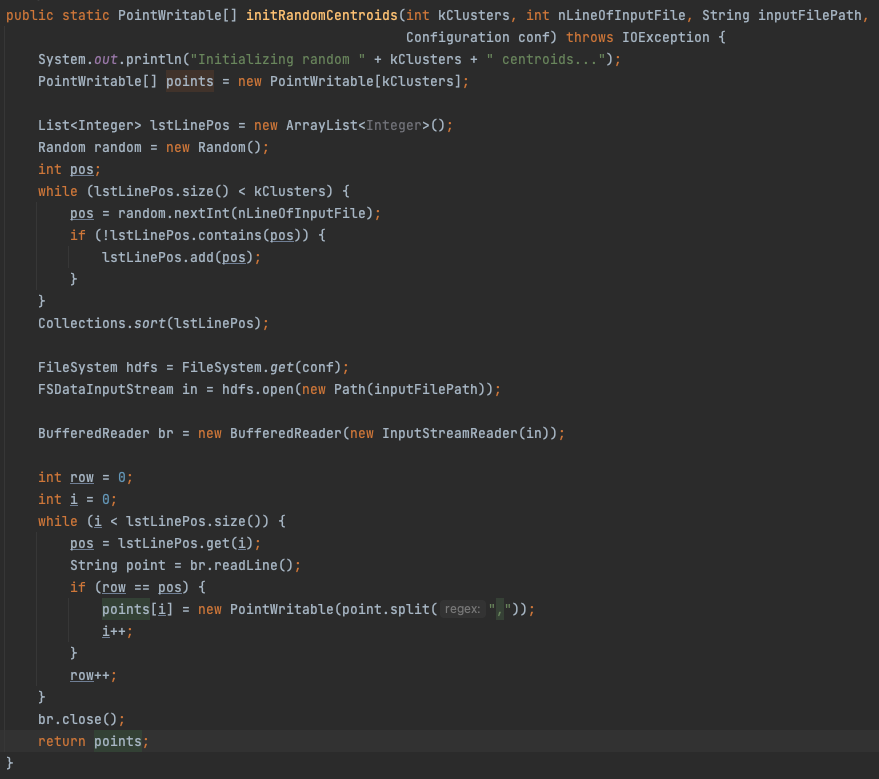 public static PointWritable[] initRandomCentroids(int kClusters, int nLineOfInputFile, String inputFilePath,
                                                  Configuration conf) throws IOException {
    System.out.println("Initializing random " + kClusters + " centroids...");
    PointWritable[] points = new PointWritable[kClusters];

    List<Integer> lstLinePos = new ArrayList<Integer>();
    Random random = new Random();
    int pos;
    while (lstLinePos.size() < kClusters) {
        pos = random.nextInt(nLineOfInputFile);
        if (!lstLinePos.contains(pos)) {
            lstLinePos.add(pos);
        }
    }
    Collections.sort(lstLinePos);

    FileSystem hdfs = FileSystem.get(conf);
    FSDataInputStream in = hdfs.open(new Path(inputFilePath));

    BufferedReader br = new BufferedReader(new InputStreamReader(in));

    int row = 0;
    int i = 0;
    while (i < lstLinePos.size()) {
        pos = lstLinePos.get(i);
        String point = br.readLine();
        if (row == pos) {
            points[i] = new PointWritable(point.split( regex: ","));
            i++;
        }
        row++;
    }
    br.close();
    return points;
}